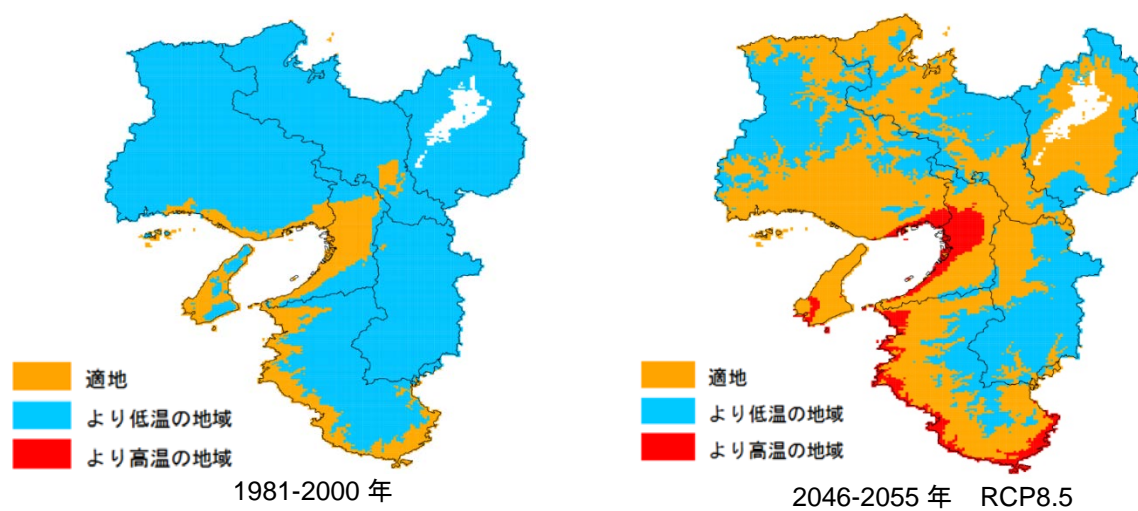 適地
より低温の地域
より高温の地域
1981-2000 年
適地
より低温の地域
より高温の地域
2046-2055 年 RCP8.5